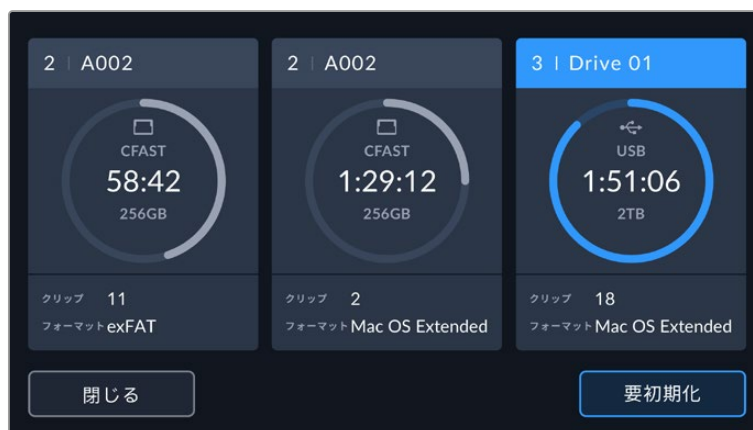 2 | A002
CFAST
58:42
256GB
クリップ 11
フォーマット exFAT
2 | A002
CFAST
1:29:12
256GB
クリップ 2
フォーマット Mac OS Extended
3 | Drive 01
USB
1:51:06
2TB
クリップ 18
フォーマット Mac OS Extended
閉じる
要初期化